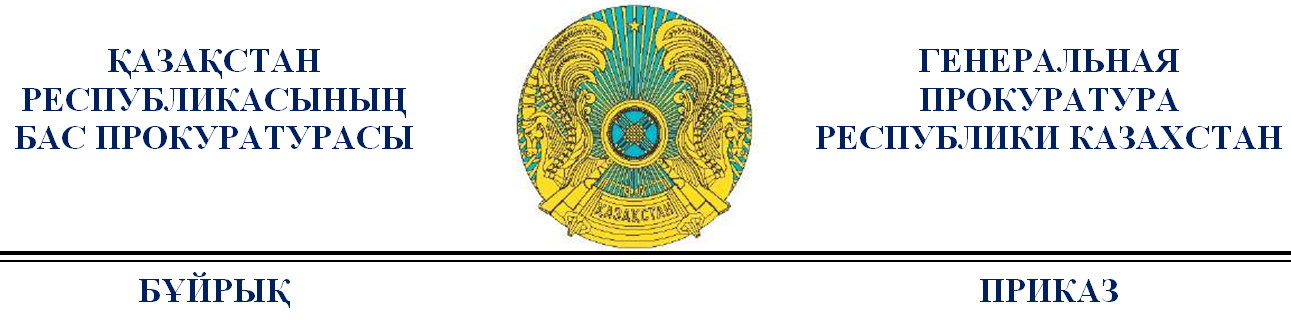 ҚАЗАҚСТАН
РЕСПУБЛИКАСЫНЫҢ
БАС ПРОКУРАТУРАСЫ
ҚАЗАҚСТАН
ГЕНЕРАЛЬНАЯ
ПРОКУРАТУРА
РЕСПУБЛИКИ КАЗАХСТАН
БҰЙРЫҚ
ПРИКАЗ